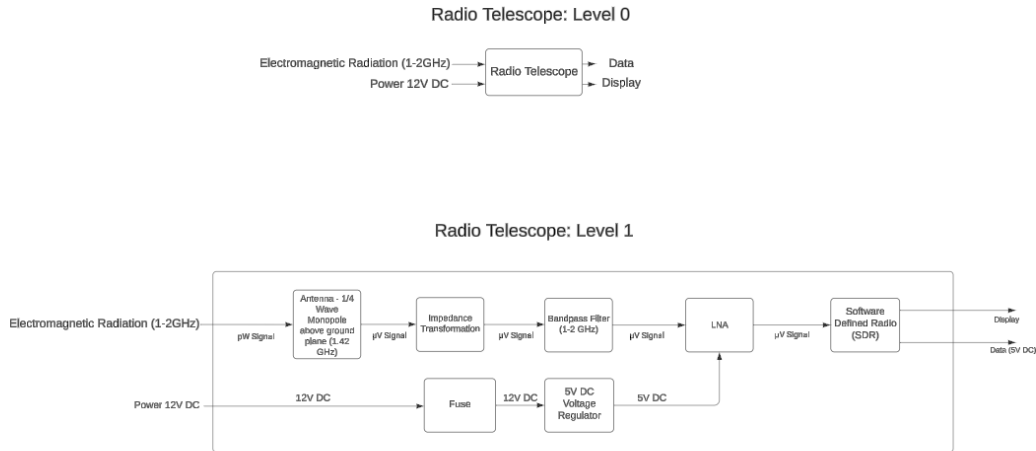 Radio Telescope: Level 0
Electromagnetic Radiation (1-2GHz)
Power 12V DC
Radio Telescope
Data
Display
Radio Telescope: Level 1
Electromagnetic Radiation (1-2GHz)
pW Signal
Antenna - 1/4
Wave
Monopole
above ground
plane (1.42
GHz)
µV Signal
Impedance
Transformation
µV Signal
Bandpass Filter
(1-2 GHz)
µV Signal
LNA
µV Signal
Software
Defined Radio
(SDR)
Display
Data (5V DC)
Power 12V DC
12V DC
Fuse
12V DC
5V DC
Voltage
Regulator
5V DC